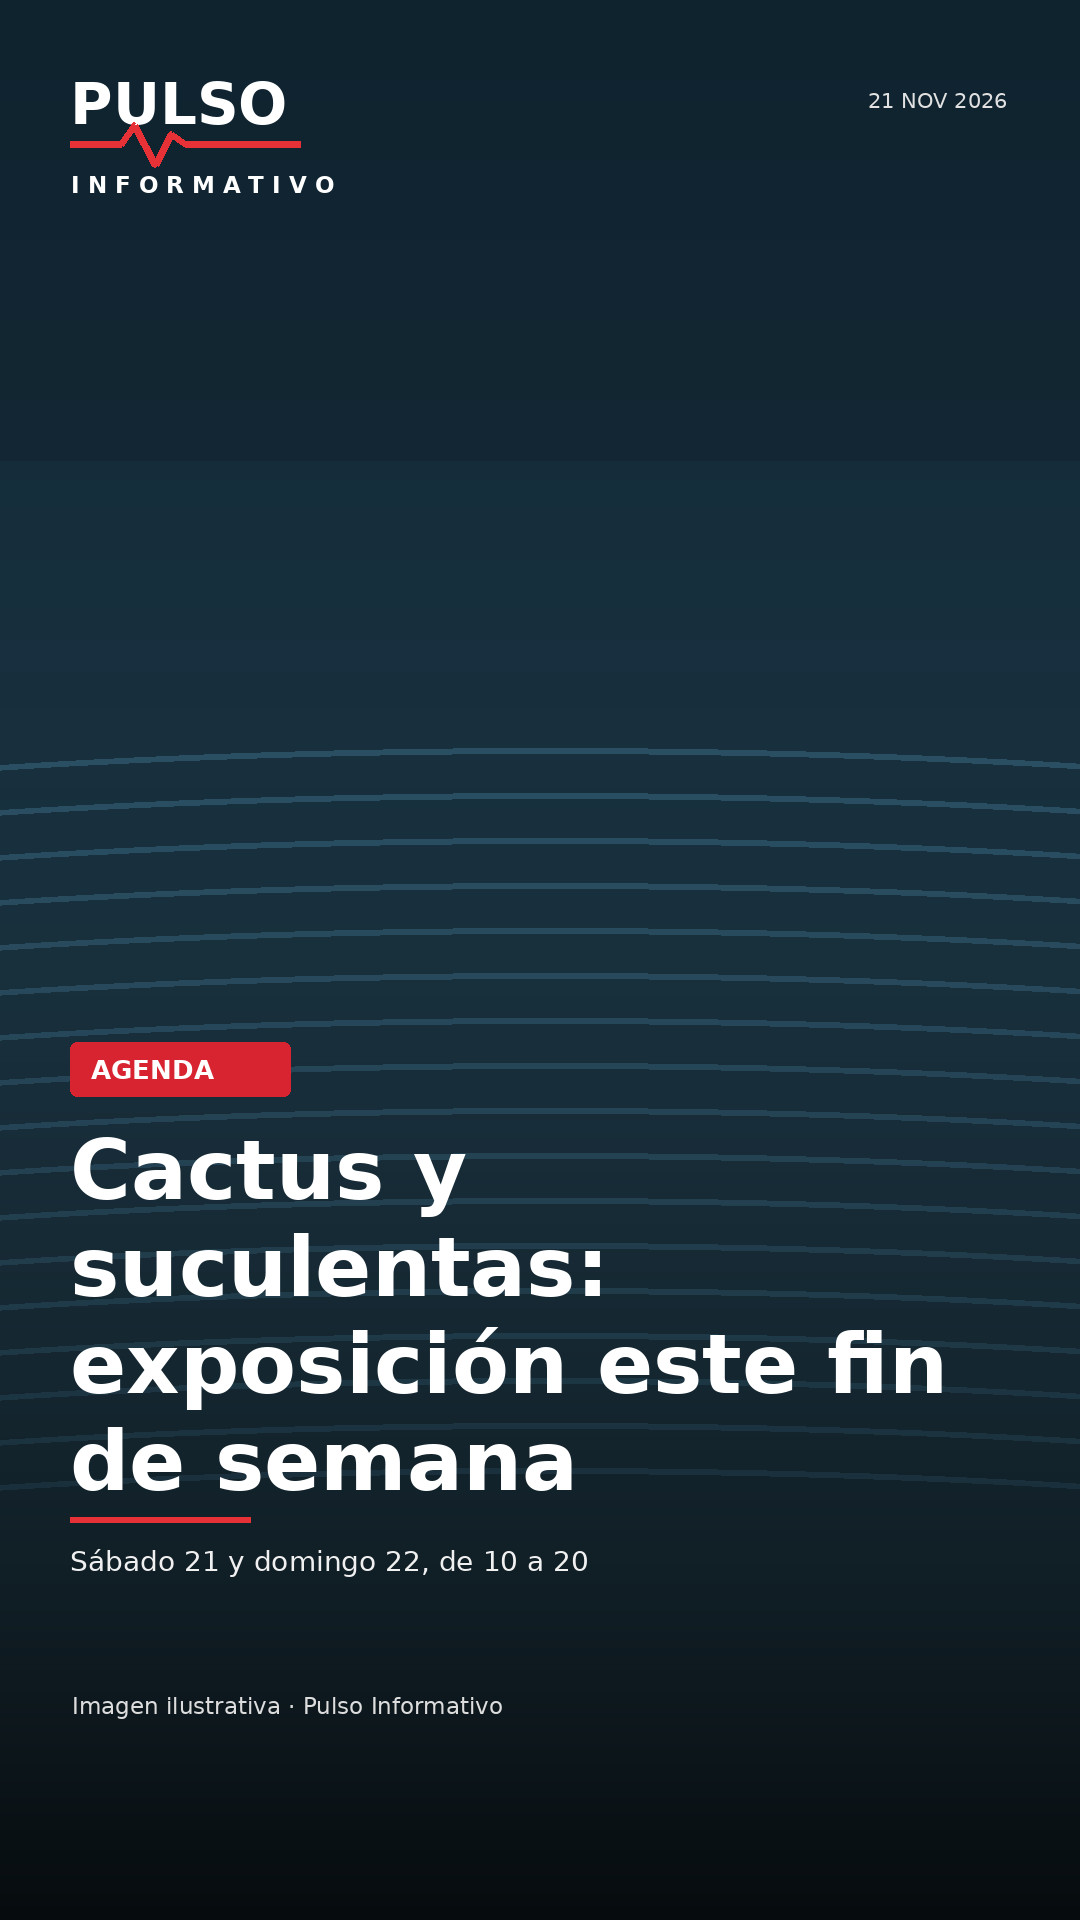 PULSO
INFORMATIVO
21 NOV 2026
AGENDA
Cactus y
suculentas:
exposición este fin
de semana
Sábado 21 y domingo 22, de 10 a 20
Imagen ilustrativa · Pulso Informativo